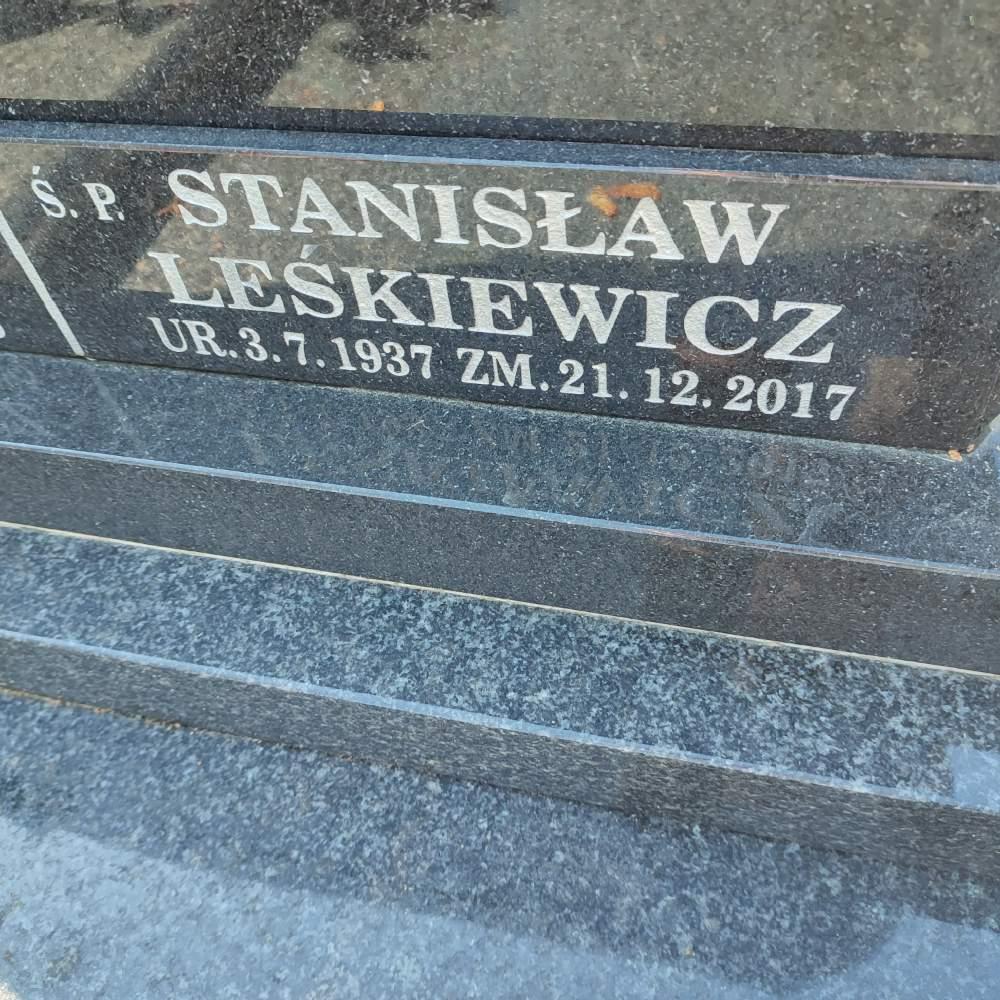 Ś. P. STANISŁAW
LEŚKIEWICZ
UR. 3. 7. 1937 ZM. 21. 12. 2017